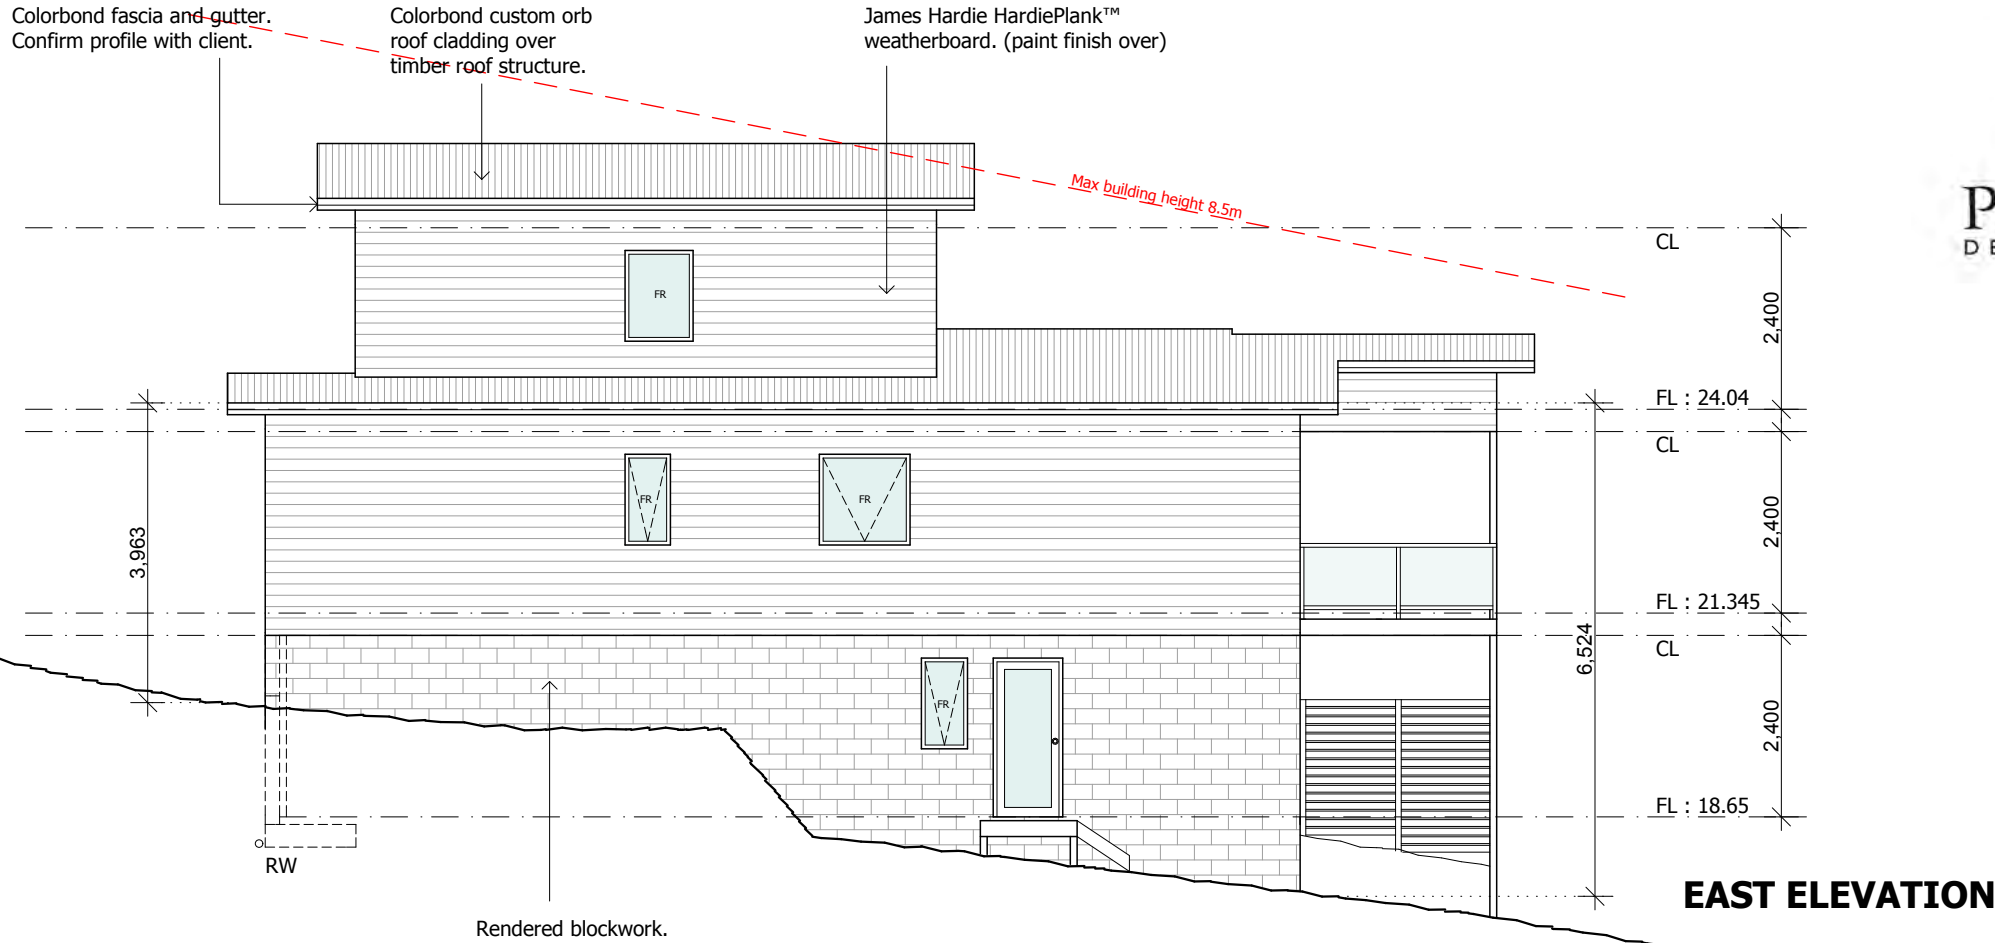 Colorbond fascia and gutter.
Confirm profile with client.
Colorbond custom orb
roof cladding over
timber roof structure.
James Hardie HardiePlank™
weatherboard. (paint finish over)
Max building height 8.5m
P
DE
FR
CL
2,400
FL : 24.04
CL
FR
FR
2,400
3,963
FL : 21.345
6,524
CL
FR
2,400
FL : 18.65
RW
EAST ELEVATION
Rendered blockwork.